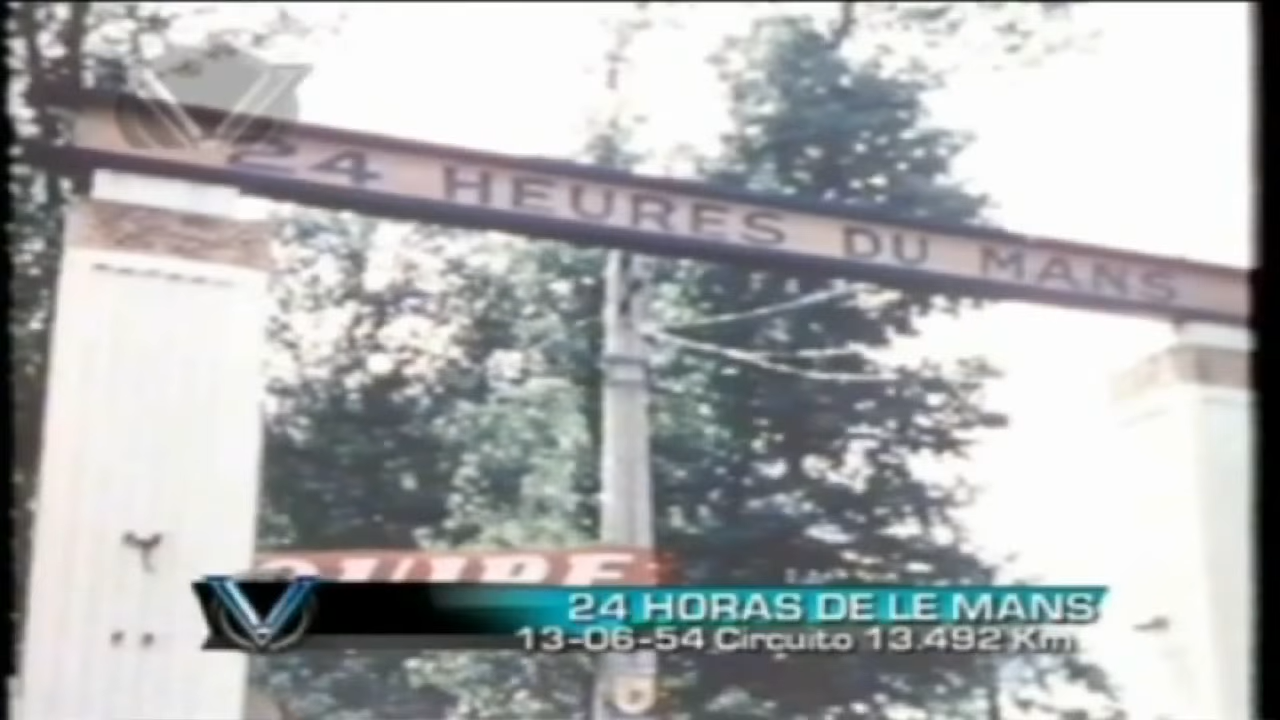 24 HEURES DU MANS
24 HORAS DE LE MANS
13-06-54 Circuito 13.492 Km.